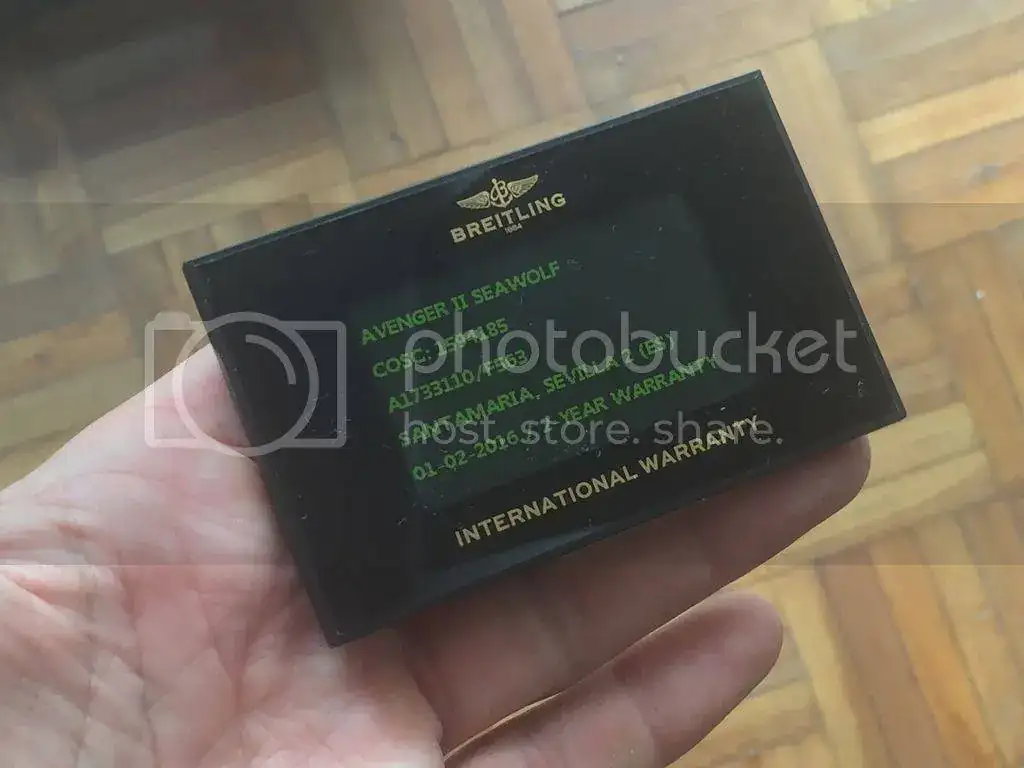 BREITLING
1884
AVENGER II SEAWOLF
COSC:
A1733110/F563
SANTAMARIA, SEVILLA 2 (ES)
01-02-2016 / 2-YEAR WARRANTY
INTERNATIONAL WARRANTY
photobucket
host. store. share.